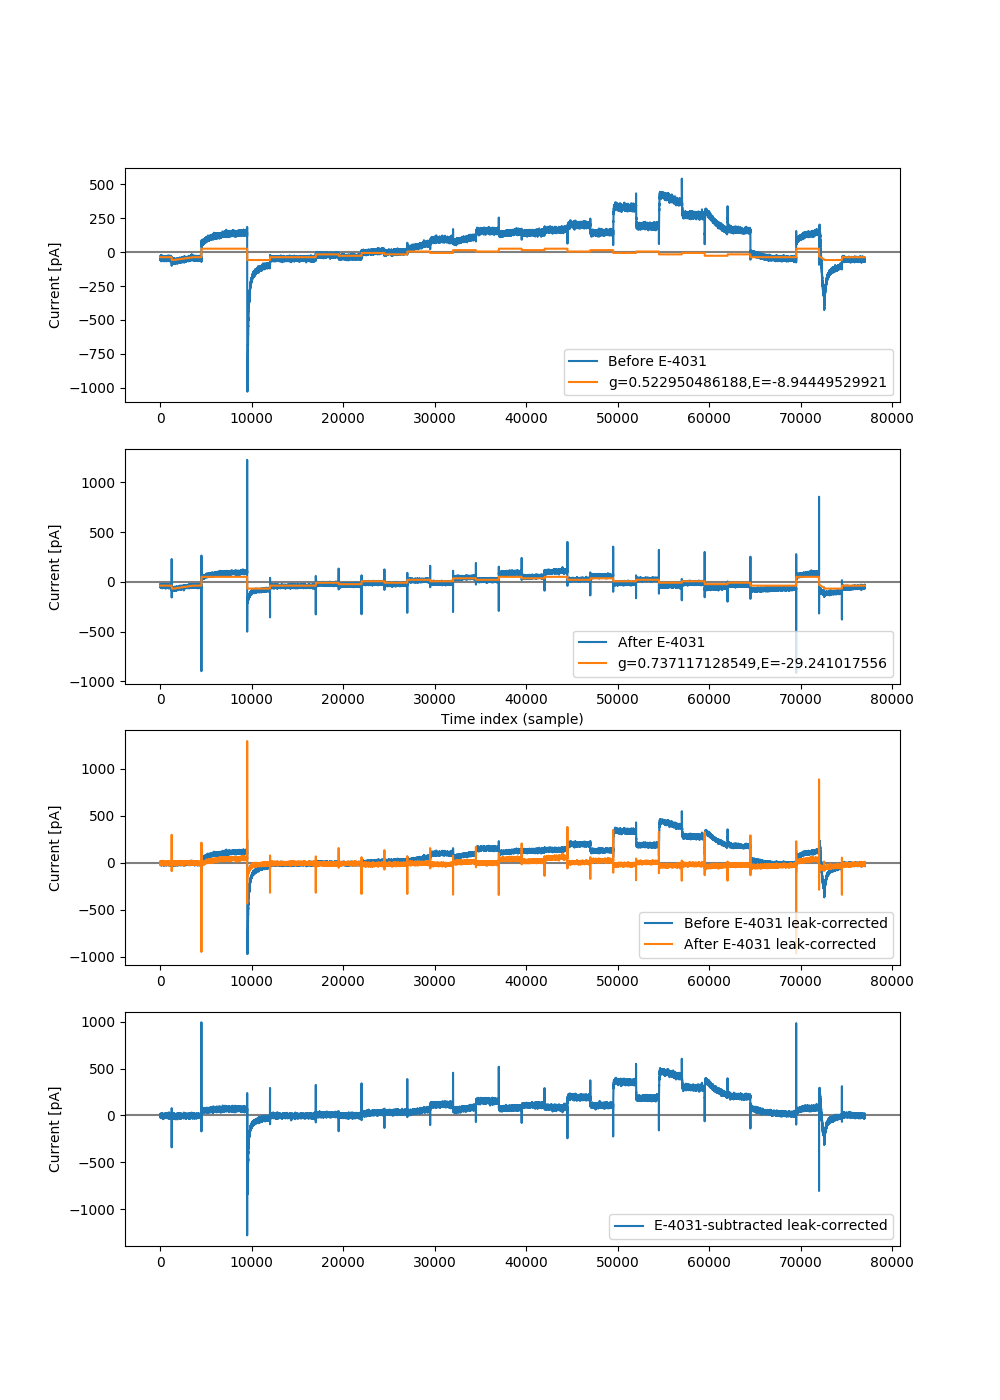 500
250
0
−250
−500
−750
−1000
Current [pA]
Before E-4031
g=0.522950486188,E=-8.94449529921
0 10000 20000 30000 40000 50000 60000 70000 80000
1000
500
0
−500
−1000
Current [pA]
After E-4031
g=0.737117128549,E=-29.241017556
0 10000 20000 30000 40000 50000 60000 70000 80000
Time index (sample)
1000
500
0
−500
−1000
Current [pA]
Before E-4031 leak-corrected
After E-4031 leak-corrected
0 10000 20000 30000 40000 50000 60000 70000 80000
1000
500
0
−500
−1000
Current [pA]
E-4031-subtracted leak-corrected
0 10000 20000 30000 40000 50000 60000 70000 80000